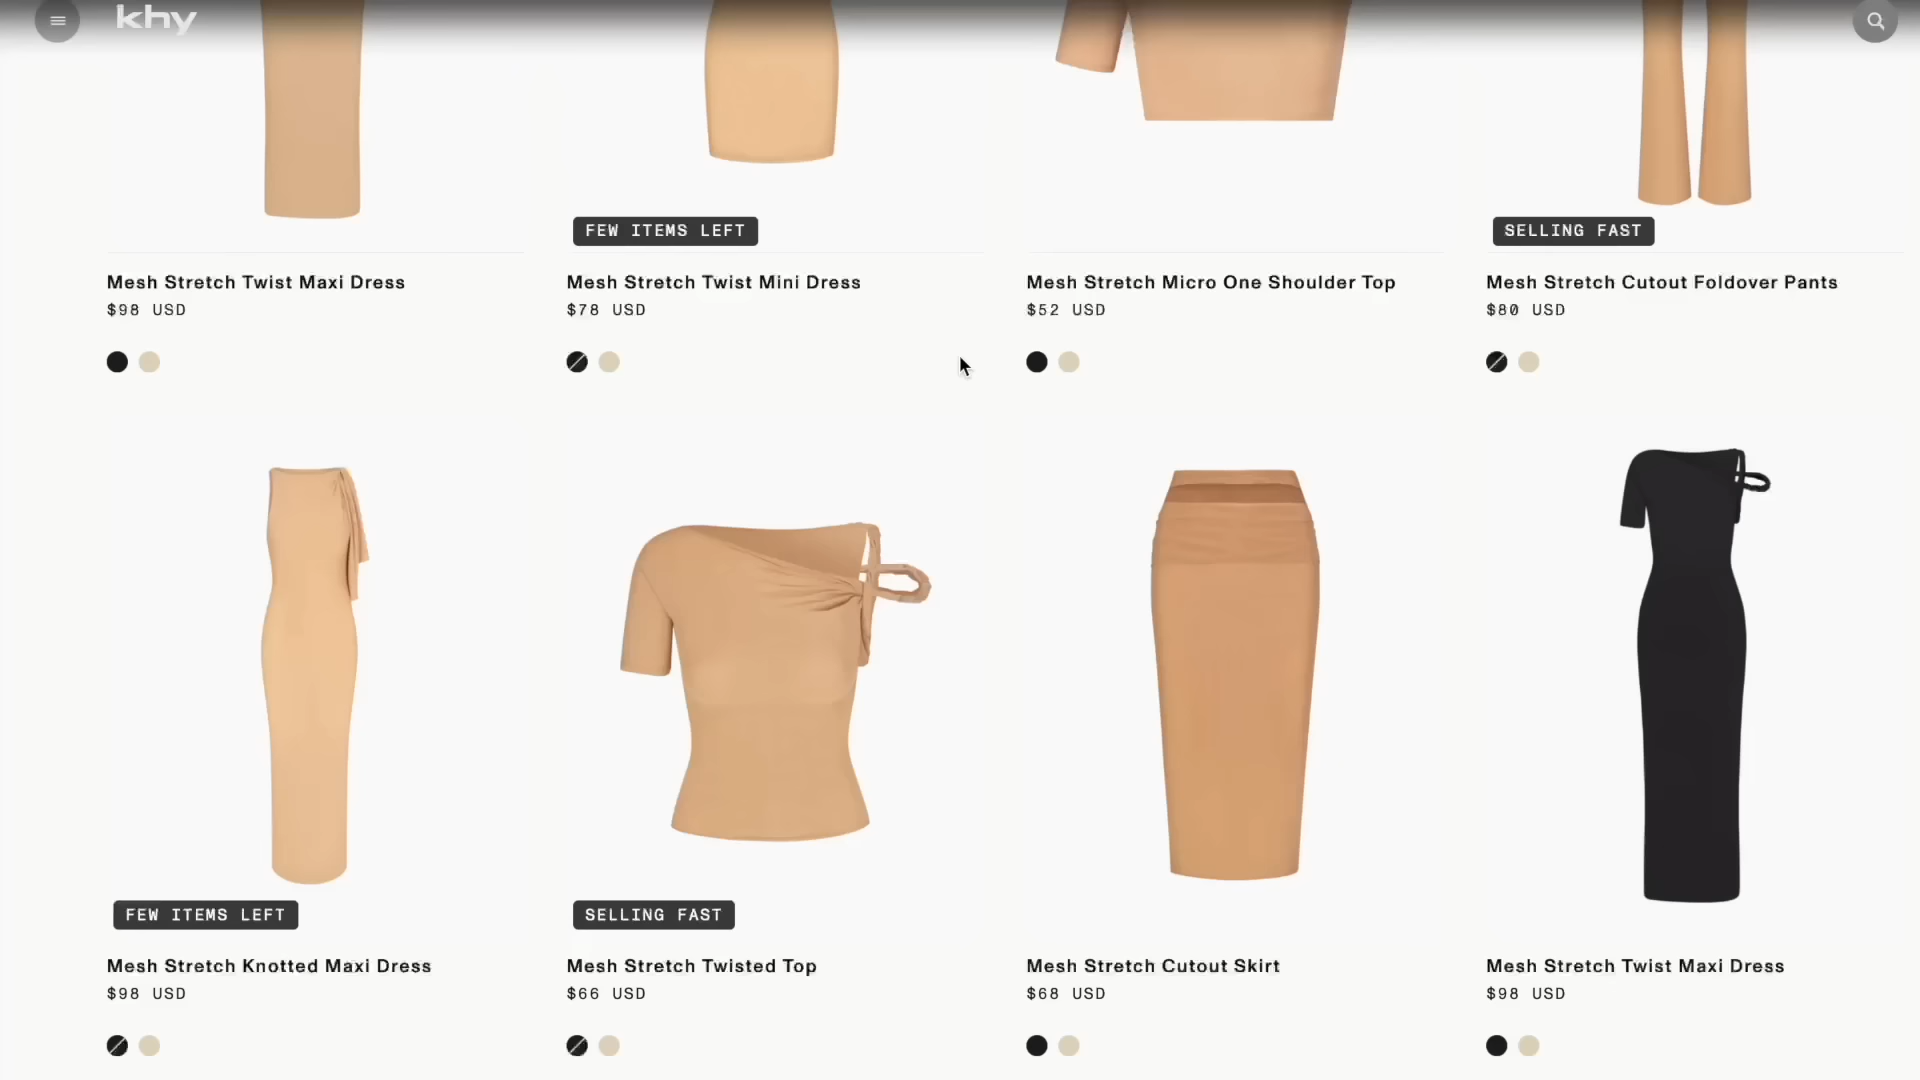 khy
FEW ITEMS LEFT
SELLING FAST
Mesh Stretch Twist Maxi Dress
$98 USD
Mesh Stretch Twist Mini Dress
$78 USD
Mesh Stretch Micro One Shoulder Top
$52 USD
Mesh Stretch Cutout Foldover Pants
$80 USD
FEW ITEMS LEFT
SELLING FAST
Mesh Stretch Knotted Maxi Dress
$98 USD
Mesh Stretch Twisted Top
$66 USD
Mesh Stretch Cutout Skirt
$68 USD
Mesh Stretch Twist Maxi Dress
$98 USD